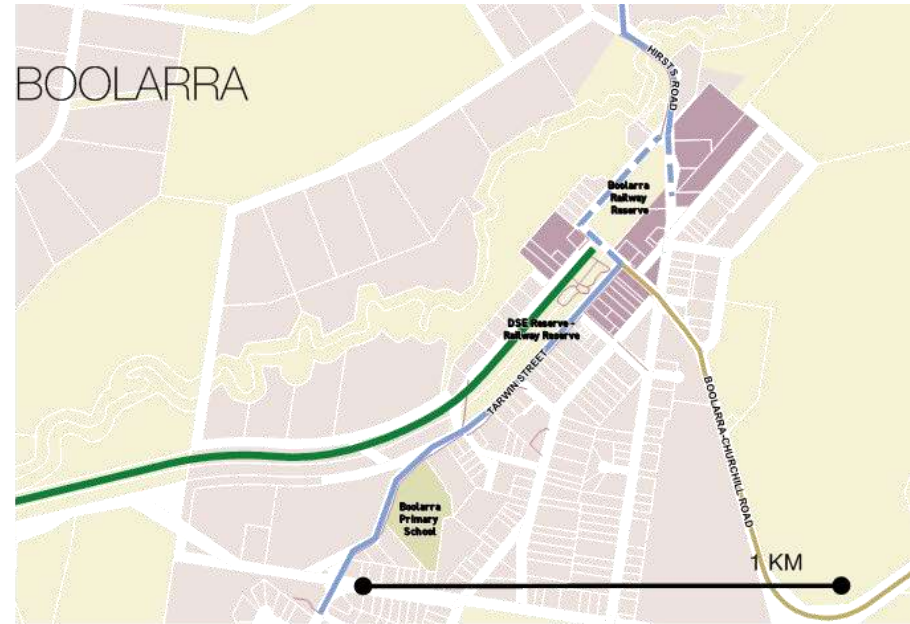 BOOLARRA
HIRSTS ROAD
Boolarra
Railway
Reserve
DSE Reserve -
Railway Reserve
TARWIN STREET
BOOLARRA-CHURCHILL ROAD
Boolarra
Primary
School
1 KM